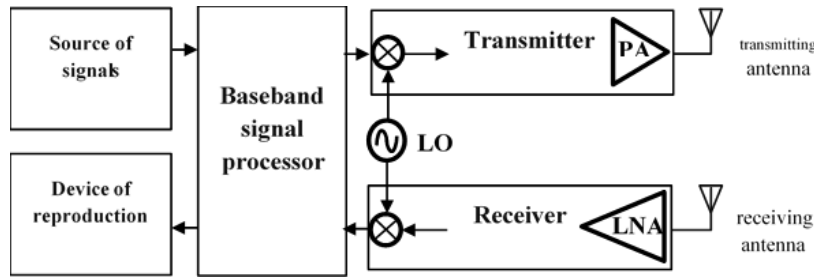 Source of
signals
Baseband
signal
processor
Transmitter
PA
transmitting
antenna
LO
Device of
reproduction
Receiver
LNA
receiving
antenna